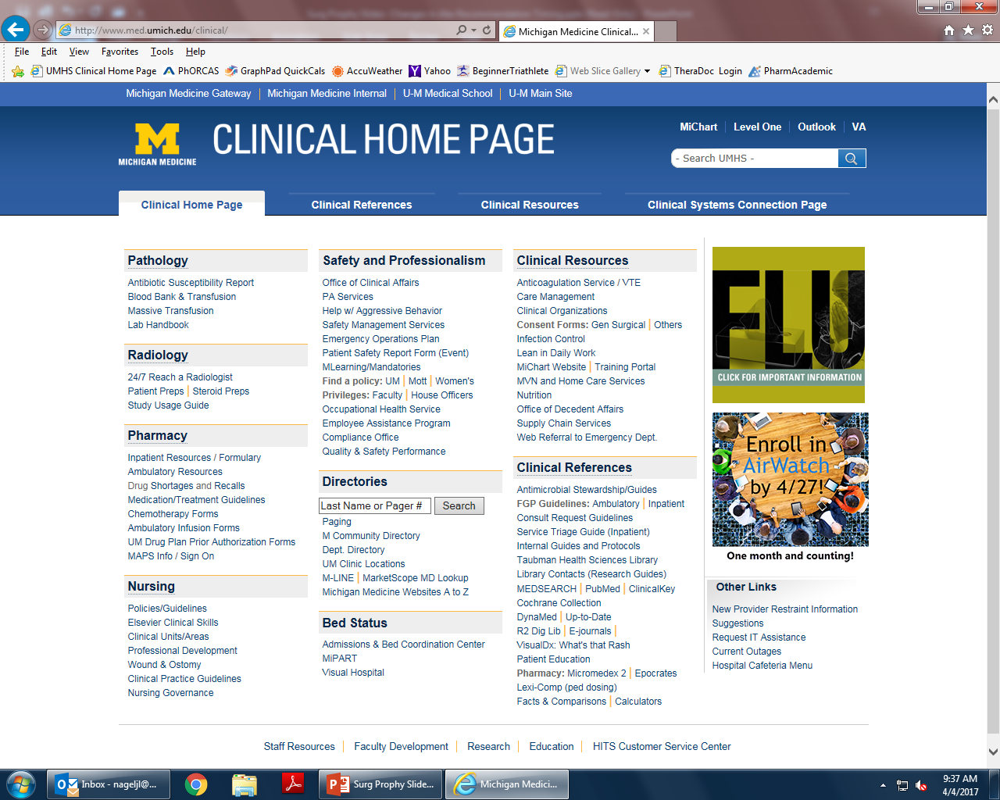 http://www.med.umich.edu/clinical/
Michigan Medicine Clinical...
File Edit View Favorites Tools Help
UMHS Clinical Home Page PhORCAS GraphPad QuickCals AccuWeather Yahoo BeginnerTriathlete Web Slice Gallery TheraDoc Login PharmAcademic
Michigan Medicine Gateway | Michigan Medicine Internal | U-M Medical School | U-M Main Site
MICHIGAN MEDICINE
CLINICAL HOME PAGE
MiChart | Level One | Outlook | VA
- Search UMHS -
Clinical Home Page Clinical References Clinical Resources Clinical Systems Connection Page
Pathology
Antibiotic Susceptibility Report
Blood Bank & Transfusion
Massive Transfusion
Lab Handbook
Radiology
24/7 Reach a Radiologist
Patient Preps | Steroid Preps
Study Usage Guide
Pharmacy
Inpatient Resources / Formulary
Ambulatory Resources
Drug Shortages and Recalls
Medication/Treatment Guidelines
Chemotherapy Forms
Ambulatory Infusion Forms
UM Drug Plan Prior Authorization Forms
MAPS Info / Sign On
Nursing
Policies/Guidelines
Elsevier Clinical Skills
Clinical Units/Areas
Professional Development
Wound & Ostomy
Clinical Practice Guidelines
Nursing Governance
Safety and Professionalism
Office of Clinical Affairs
PA Services
Help w/ Aggressive Behavior
Safety Management Services
Emergency Operations Plan
Patient Safety Report Form (Event)
MLearning/Mandatories
Find a policy: UM | Mott | Women's
Privileges: Faculty | House Officers
Occupational Health Service
Employee Assistance Program
Compliance Office
Quality & Safety Performance
Directories
Last Name or Pager # Search
Paging
M Community Directory
Dept. Directory
UM Clinic Locations
M-LINE | MarketScope MD Lookup
Michigan Medicine Websites A to Z
Bed Status
Admissions & Bed Coordination Center
MiPART
Visual Hospital
Clinical Resources
Anticoagulation Service / VTE
Care Management
Clinical Organizations
Consent Forms: Gen Surgical | Others
Infection Control
Lean in Daily Work
MiChart Website | Training Portal
MVN and Home Care Services
Nutrition
Office of Decedent Affairs
Supply Chain Services
Web Referral to Emergency Dept.
Clinical References
Antimicrobial Stewardship/Guides
FGP Guidelines: Ambulatory | Inpatient
Consult Request Guidelines
Service Triage Guide (Inpatient)
Internal Guides and Protocols
Taubman Health Sciences Library
Library Contacts (Research Guides)
MEDSEARCH | PubMed | ClinicalKey
Cochrane Collection
DynaMed | Up-to-Date
R2 Dig Lib | E-journals |
VisualDx: What's that Rash
Patient Education
Pharmacy: Micromedex 2 | Epocrates
Lexi-Comp (ped dosing)
Facts & Comparisons | Calculators
FLU
CLICK FOR IMPORTANT INFORMATION
Enroll in
AirWatch
by 4/27!
One month and counting!
Other Links
New Provider Restraint Information
Suggestions
Request IT Assistance
Current Outages
Hospital Cafeteria Menu
Staff Resources | Faculty Development | Research | Education | HITS Customer Service Center
Inbox - nageljl@... Surg Prophy Slide... Michigan Medici...
9:37 AM
4/4/2017